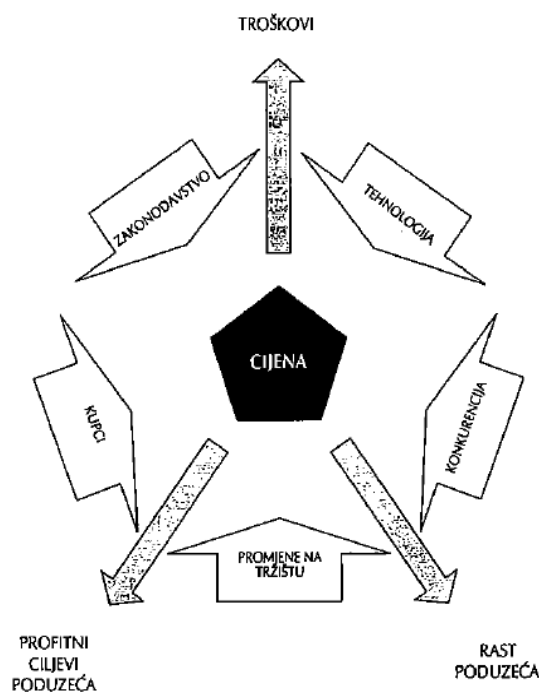 TROŠKOVI
ZAKONODAVSTVO
TEHNOLOGIJA
CIJENA
KUPCI
KONKURENCIJA
PROMJENE NA
TRŽIŠTU
PROFITNI
CILJEVI
PODUZEĆA
RAST
PODUZEĆA